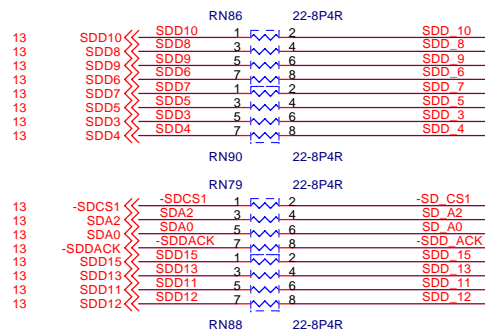 RN86 22-8P4R
13 SDD10 SDD10 1 2 SDD_10
13 SDD8 SDD8 3 4 SDD_8
13 SDD9 SDD9 5 6 SDD_9
13 SDD6 SDD6 7 8 SDD_6
13 SDD7 SDD7 1 2 SDD_7
13 SDD5 SDD5 3 4 SDD_5
13 SDD3 SDD3 5 6 SDD_3
13 SDD4 SDD4 7 8 SDD_4
RN90 22-8P4R
RN79 22-8P4R
13 -SDCS1 -SDCS1 1 2 -SD_CS1
13 SDA2 SDA2 3 4 SD_A2
13 SDA0 SDA0 5 6 SD_A0
13 -SDDACK -SDDACK 7 8 -SDD_ACK
13 SDD15 SDD15 1 2 SDD_15
13 SDD13 SDD13 3 4 SDD_13
13 SDD11 SDD11 5 6 SDD_11
13 SDD12 SDD12 7 8 SDD_12
RN88 22-8P4R